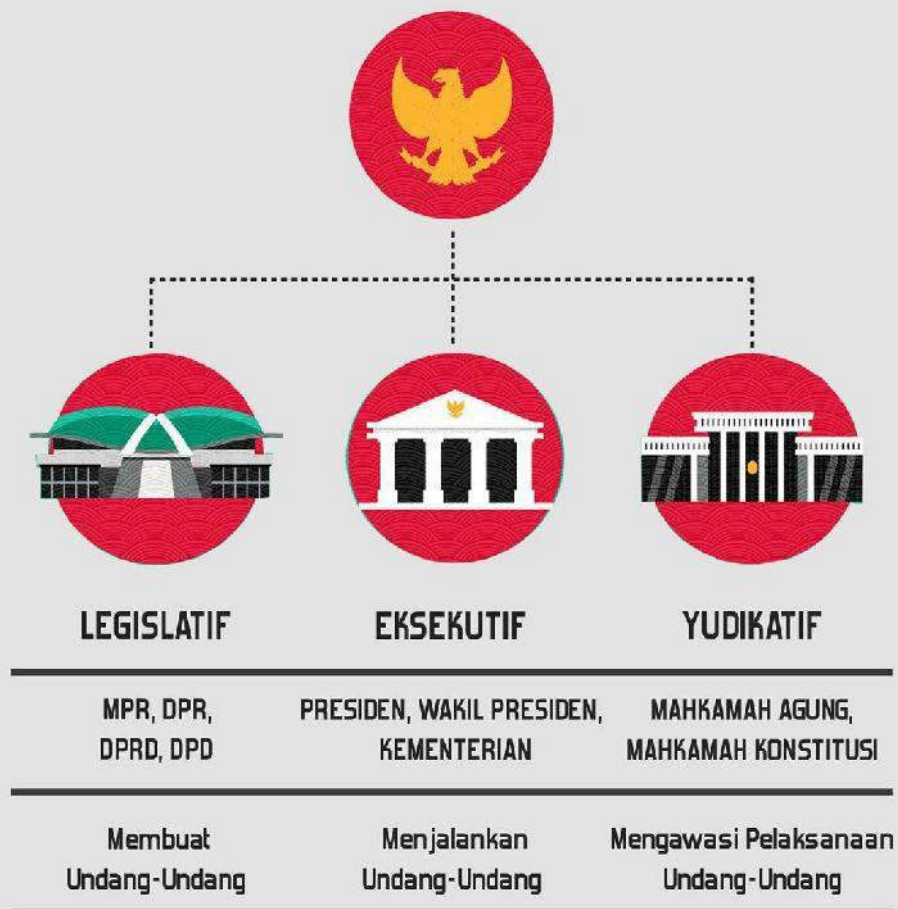 LEGISLATIF
EKSEKUTIF
YUDIKATIF
MPR, DPR,
DPRD, DPD
PRESIDEN, WAKIL PRESIDEN,
KEMENTERIAN
MAHKAMAH AGUNG,
MAHKAMAH KONSTITUSI
Membuat
Undang-Undang
Menjalankan
Undang-Undang
Mengawasi Pelaksanaan
Undang-Undang